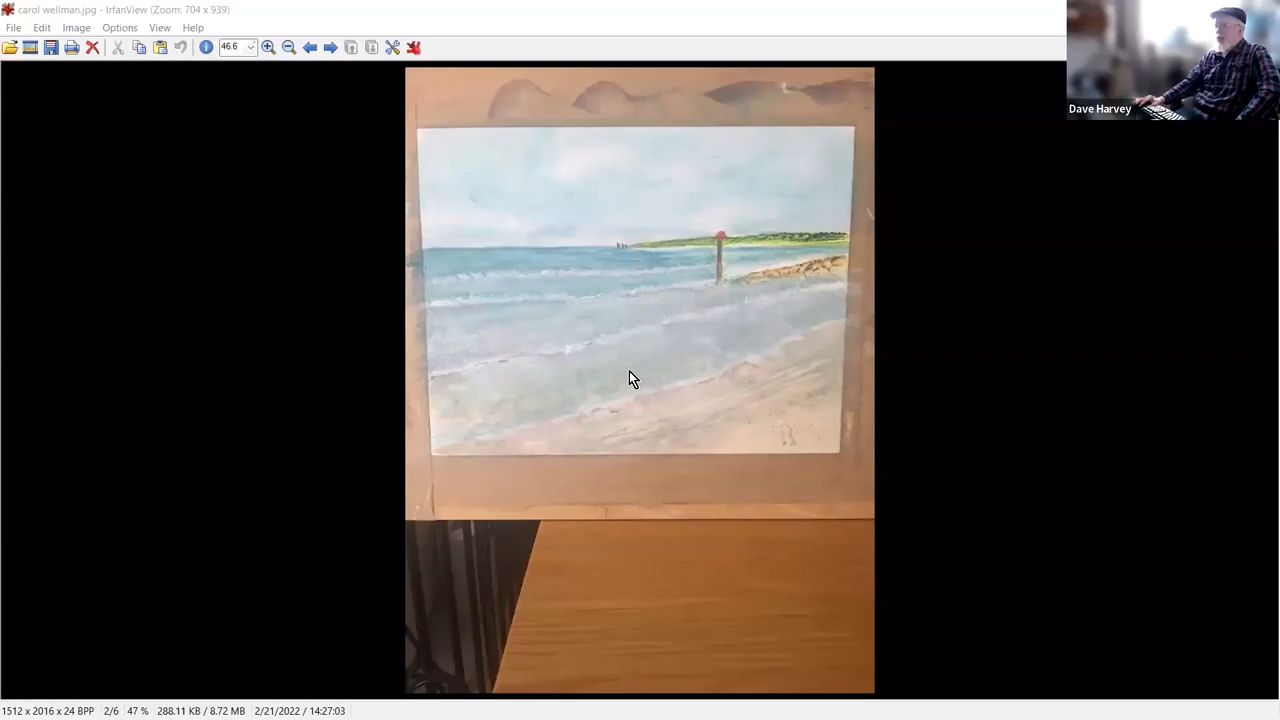 carol wellman.jpg - IrfanView (Zoom: 704 x 939)
File Edit Image Options View Help
46.6
Dave Harvey
1512 x 2016 x 24 BPP 2/6 47 % 288.11 KB / 8.72 MB 2/21/2022 / 14:27:03